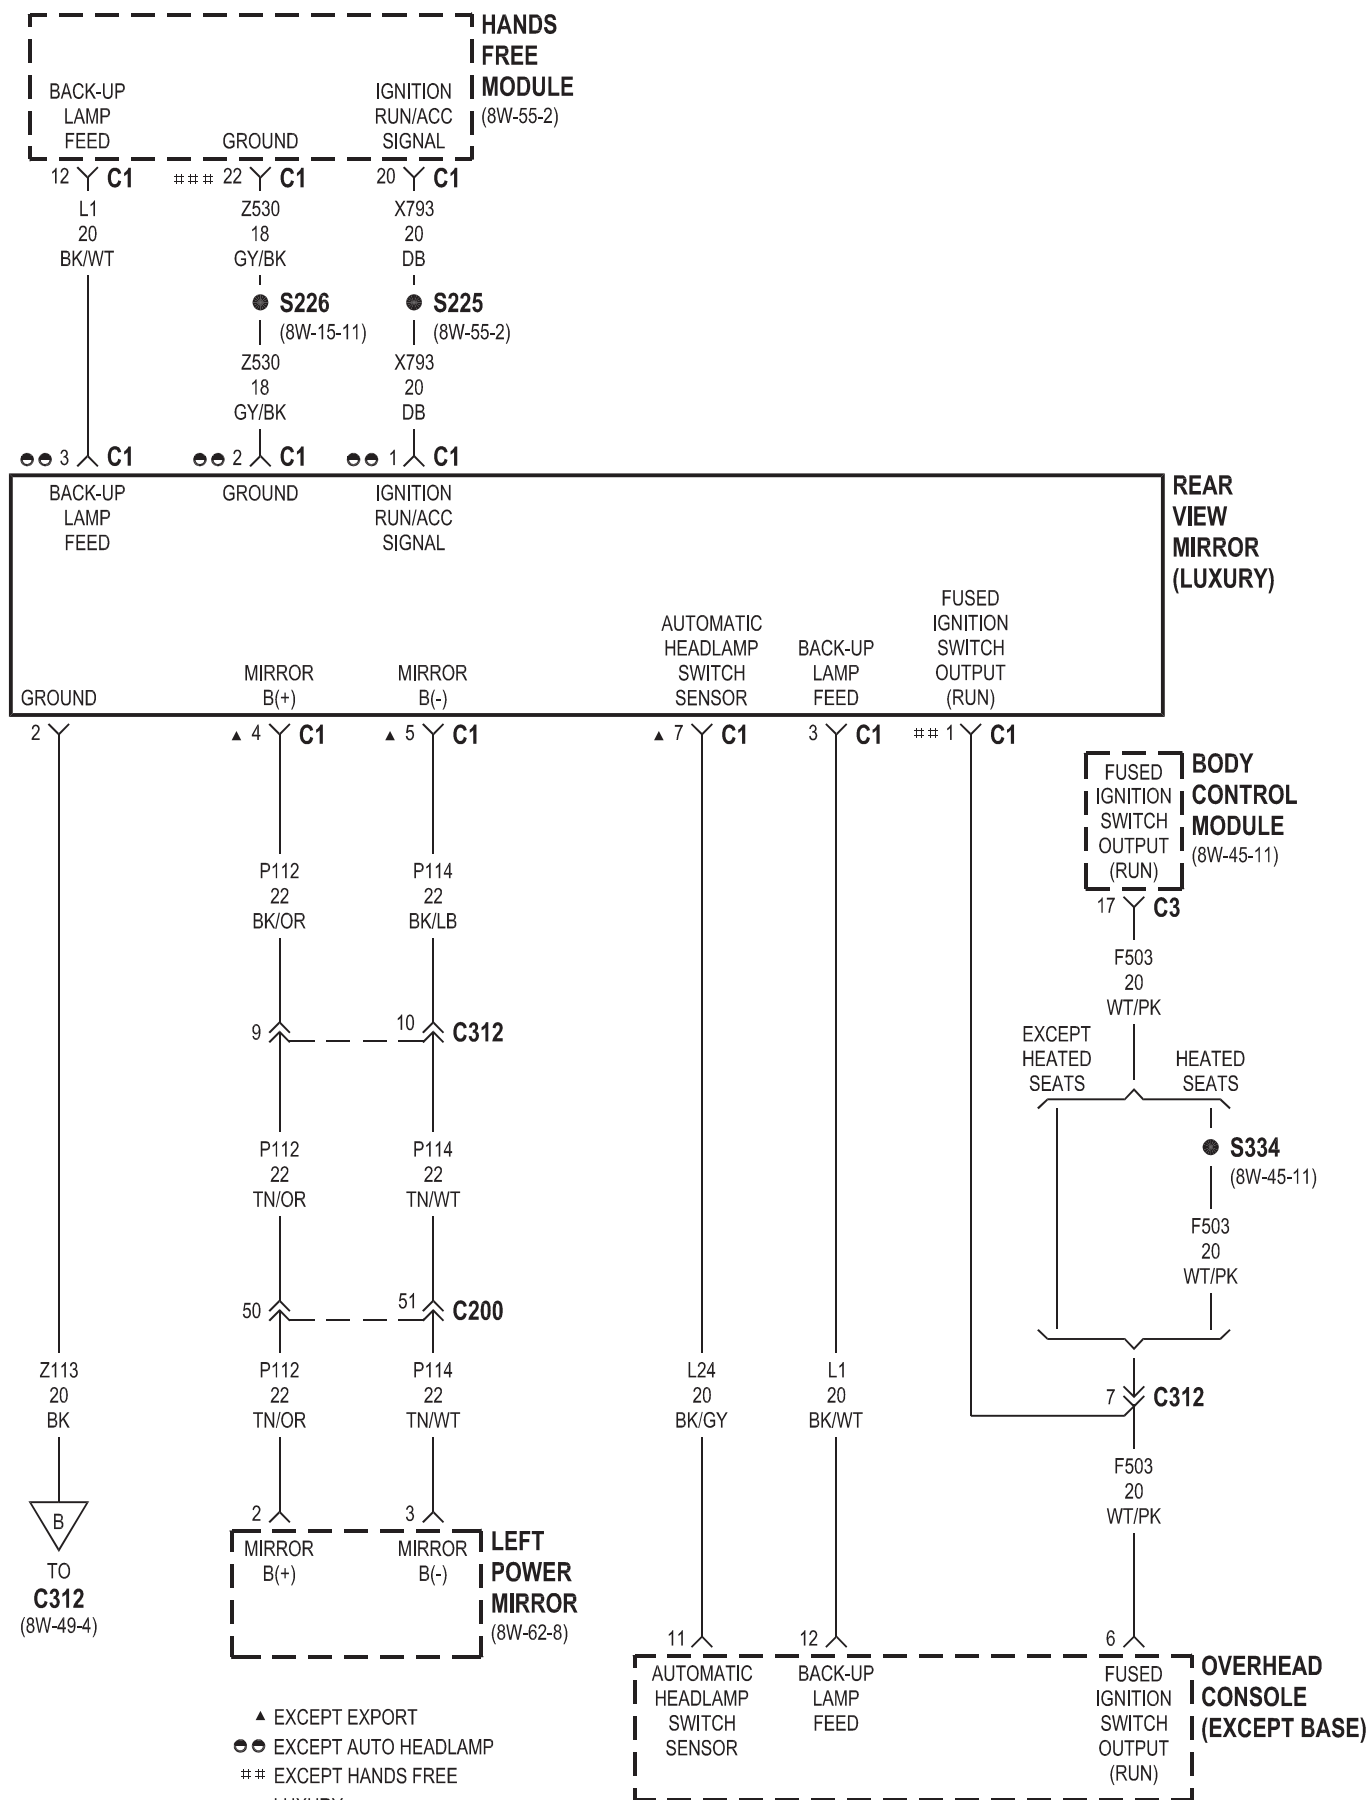 HANDS
FREE
MODULE
(8W-55-2)
BACK-UP
LAMP
FEED
GROUND
IGNITION
RUN/ACC
SIGNAL
12 C1
### 22 C1
20 C1
L1
20
BK/WT
Z530
18
GY/BK
X793
20
DB
S226
(8W-15-11)
S225
(8W-55-2)
Z530
18
GY/BK
X793
20
DB
3 C1
2 C1
1 C1
BACK-UP
LAMP
FEED
GROUND
IGNITION
RUN/ACC
SIGNAL
REAR
VIEW
MIRROR
(LUXURY)
GROUND
MIRROR
B(+)
MIRROR
B(-)
AUTOMATIC
HEADLAMP
SWITCH
SENSOR
BACK-UP
LAMP
FEED
FUSED
IGNITION
SWITCH
OUTPUT
(RUN)
2
▲ 4 C1
▲ 5 C1
▲ 7 C1
3 C1
## 1 C1
FUSED
IGNITION
SWITCH
OUTPUT
(RUN)
BODY
CONTROL
MODULE
(8W-45-11)
17 C3
P112
22
BK/OR
P114
22
BK/LB
F503
20
WT/PK
9
10 C312
EXCEPT
HEATED
SEATS
HEATED
SEATS
P112
22
TN/OR
P114
22
TN/WT
S334
(8W-45-11)
F503
20
WT/PK
50
51 C200
Z113
20
BK
P112
22
TN/OR
P114
22
TN/WT
L24
20
BK/GY
L1
20
BK/WT
7 C312
F503
20
WT/PK
B
TO
C312
(8W-49-4)
2
3
MIRROR
B(+)
MIRROR
B(-)
LEFT
POWER
MIRROR
(8W-62-8)
11
12
6
AUTOMATIC
HEADLAMP
SWITCH
SENSOR
BACK-UP
LAMP
FEED
FUSED
IGNITION
SWITCH
OUTPUT
(RUN)
OVERHEAD
CONSOLE
(EXCEPT BASE)
▲ EXCEPT EXPORT
EXCEPT AUTO HEADLAMP
## EXCEPT HANDS FREE